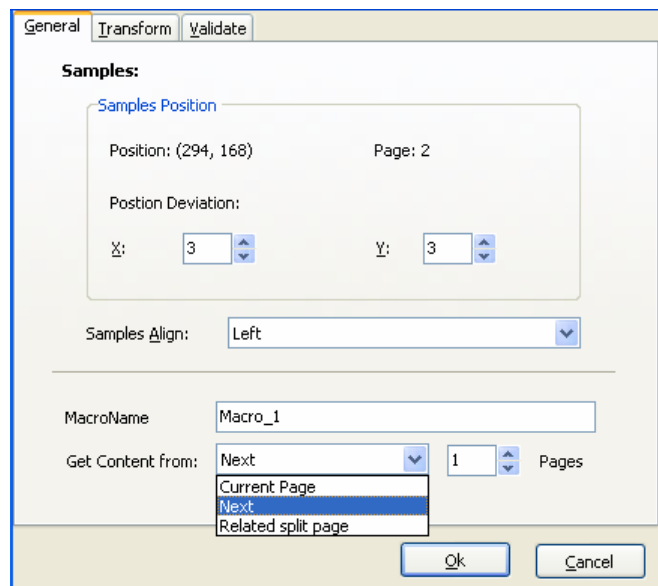 General Transform Validate
Samples:
Samples Position
Position: (294, 168) Page: 2
Postion Deviation:
X: 3 Y: 3
Samples Align: Left
MacroName Macro_1
Get Content from: Next 1 Pages
Current Page
Next
Related split page
Ok Cancel